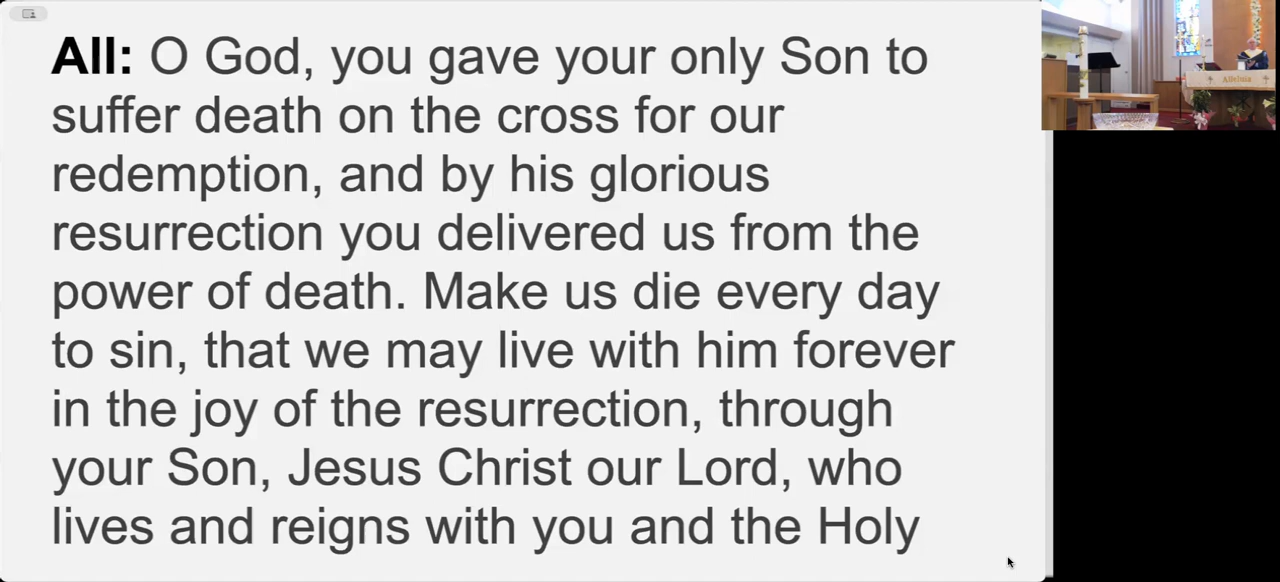 All: O God, you gave your only Son to
suffer death on the cross for our
redemption, and by his glorious
resurrection you delivered us from the
power of death. Make us die every day
to sin, that we may live with him forever
in the joy of the resurrection, through
your Son, Jesus Christ our Lord, who
lives and reigns with you and the Holy
Alleluia